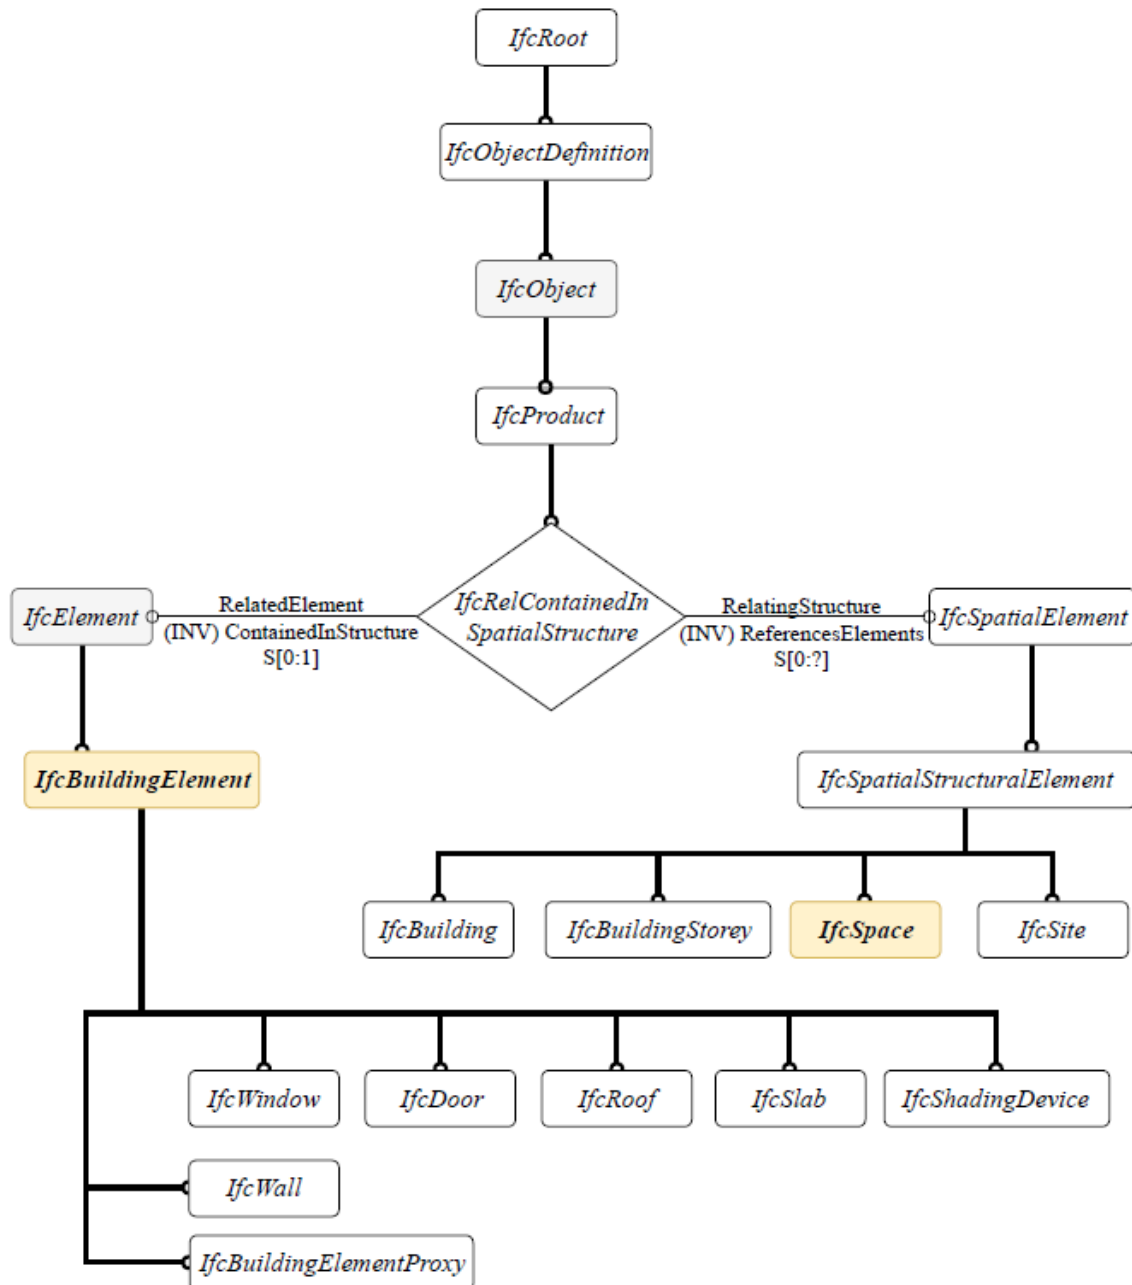 IfcRoot
IfcObjectDefinition
IfcObject
IfcProduct
IfcElement
RelatedElement
(INV) ContainedInStructure
S[0:1]
IfcRelContainedIn
SpatialStructure
RelatingStructure
(INV) ReferencesElements
S[0:?]
IfcSpatialElement
IfcBuildingElement
IfcSpatialStructuralElement
IfcBuilding
IfcBuildingStorey
IfcSpace
IfcSite
IfcWindow
IfcDoor
IfcRoof
IfcSlab
IfcShadingDevice
IfcWall
IfcBuildingElementProxy